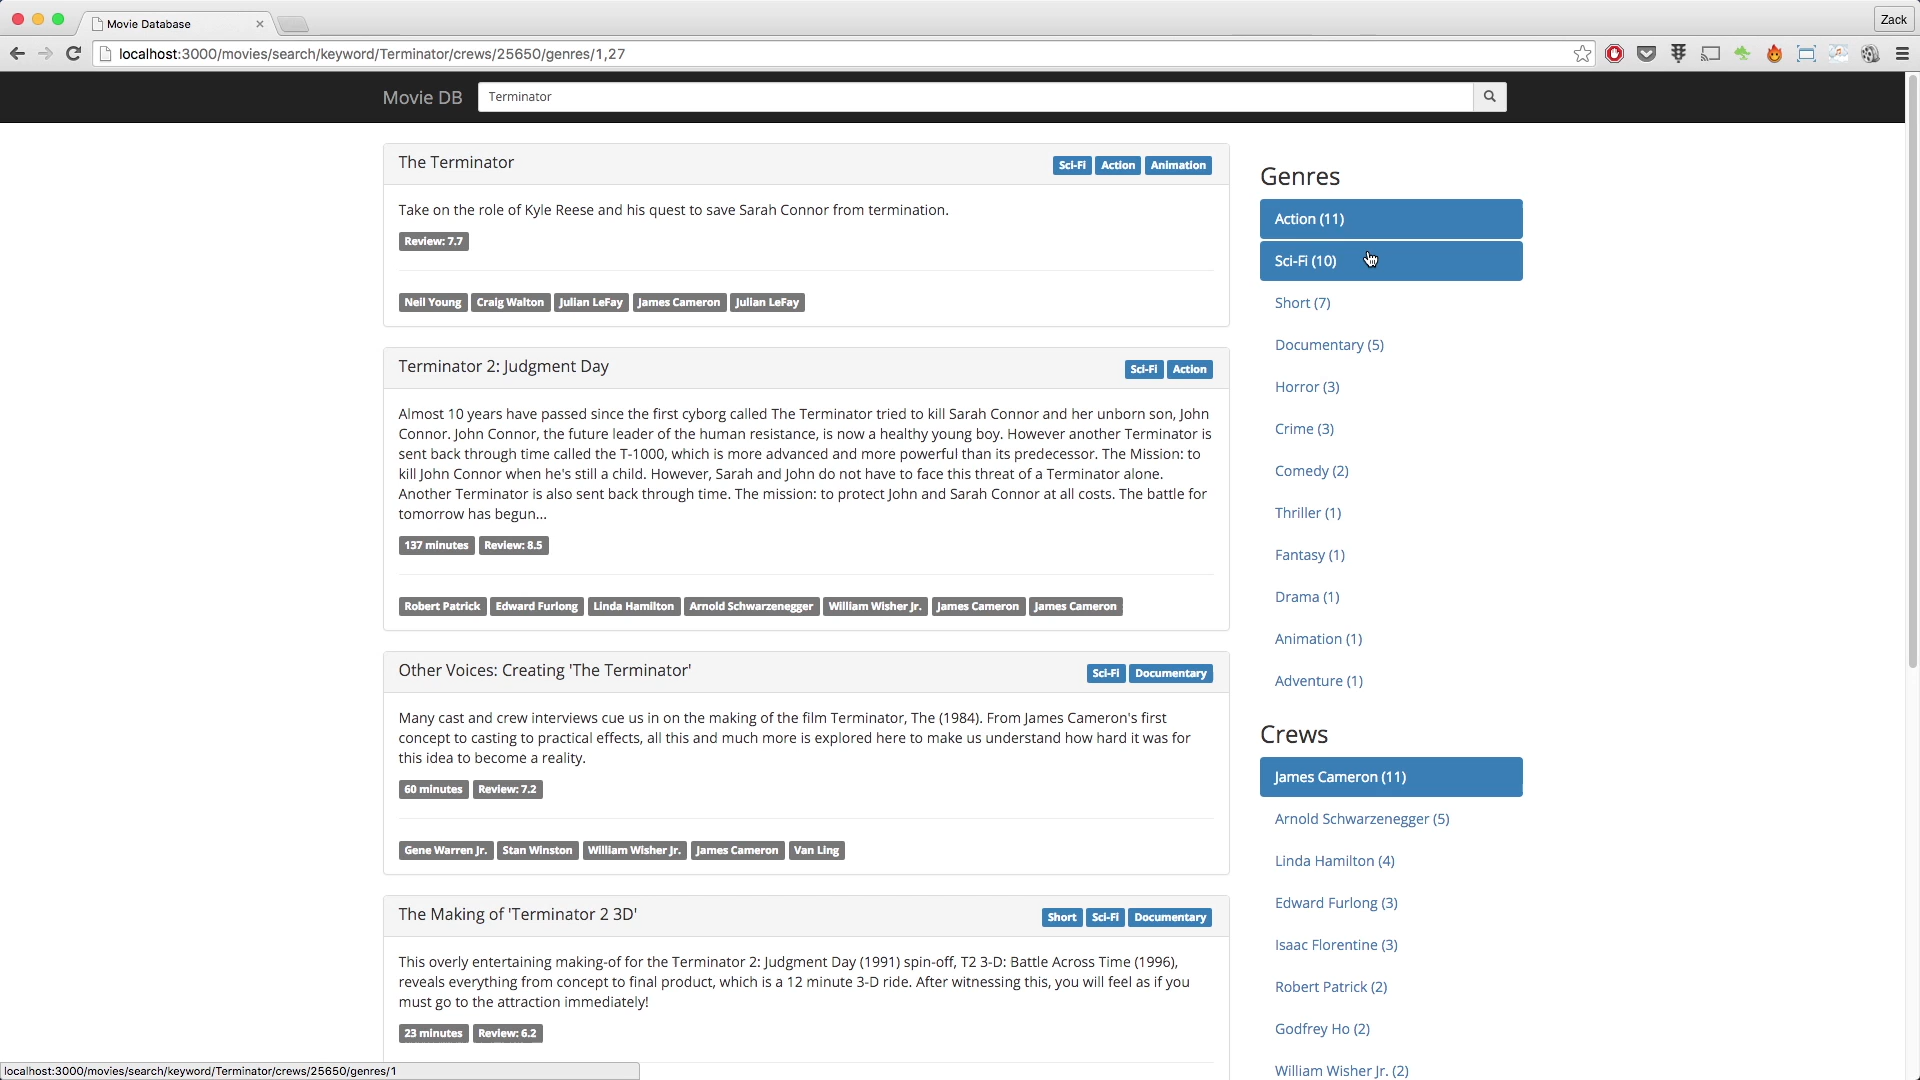 Movie Database
Zack
localhost:3000/movies/search/keyword/Terminator/crews/25650/genres/1,27
Movie DB
Terminator
The Terminator
Sci-Fi Action Animation
Take on the role of Kyle Reese and his quest to save Sarah Connor from termination.
Review: 7.7
Neil Young Craig Walton Julian LeFay James Cameron Julian LeFay
Terminator 2: Judgment Day
Sci-Fi Action
Almost 10 years have passed since the first cyborg called The Terminator tried to kill Sarah Connor and her unborn son, John
Connor. John Connor, the future leader of the human resistance, is now a healthy young boy. However another Terminator is
sent back through time called the T-1000, which is more advanced and more powerful than its predecessor. The Mission: to
kill John Connor when he's still a child. However, Sarah and John do not have to face this threat of a Terminator alone.
Another Terminator is also sent back through time. The mission: to protect John and Sarah Connor at all costs. The battle for
tomorrow has begun...
137 minutes Review: 8.5
Robert Patrick Edward Furlong Linda Hamilton Arnold Schwarzenegger William Wisher Jr. James Cameron James Cameron
Other Voices: Creating 'The Terminator'
Sci-Fi Documentary
Many cast and crew interviews cue us in on the making of the film Terminator, The (1984). From James Cameron's first
concept to casting to practical effects, all this and much more is explored here to make us understand how hard it was for
this idea to become a reality.
60 minutes Review: 7.2
Gene Warren Jr. Stan Winston William Wisher Jr. James Cameron Van Ling
The Making of 'Terminator 2 3D'
Short Sci-Fi Documentary
This overly entertaining making-of for the Terminator 2: Judgment Day (1991) spin-off, T2 3-D: Battle Across Time (1996),
reveals everything from concept to final product, which is a 12 minute 3-D ride. After witnessing this, you will feel as if you
must go to the attraction immediately!
23 minutes Review: 6.2
Genres
Action (11)
Sci-Fi (10)
Short (7)
Documentary (5)
Horror (3)
Crime (3)
Comedy (2)
Thriller (1)
Fantasy (1)
Drama (1)
Animation (1)
Adventure (1)
Crews
James Cameron (11)
Arnold Schwarzenegger (5)
Linda Hamilton (4)
Edward Furlong (3)
Isaac Florentine (3)
Robert Patrick (2)
Godfrey Ho (2)
William Wisher Jr. (2)
localhost:3000/movies/search/keyword/Terminator/crews/25650/genres/1